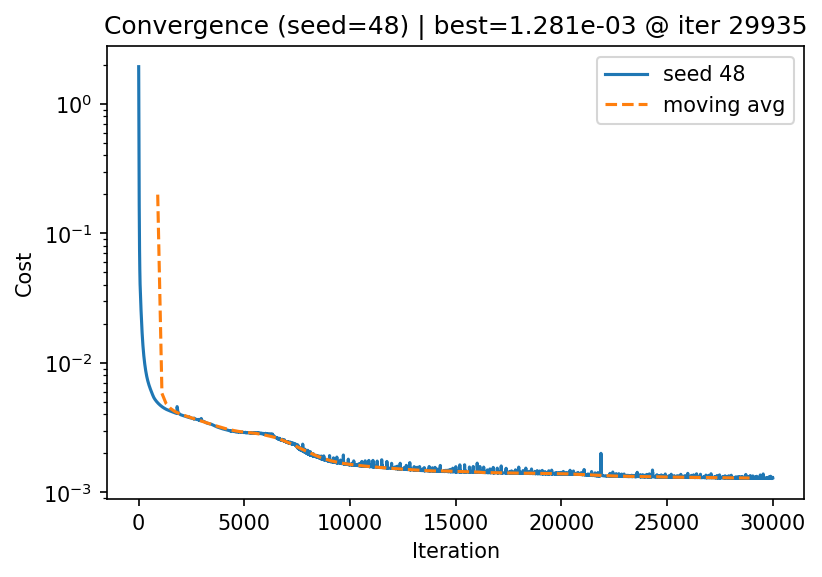 Convergence (seed=48) | best=1.281e-03 @ iter 29935
seed 48
moving avg
Cost
10⁰
10⁻¹
10⁻²
10⁻³
0 5000 10000 15000 20000 25000 30000
Iteration